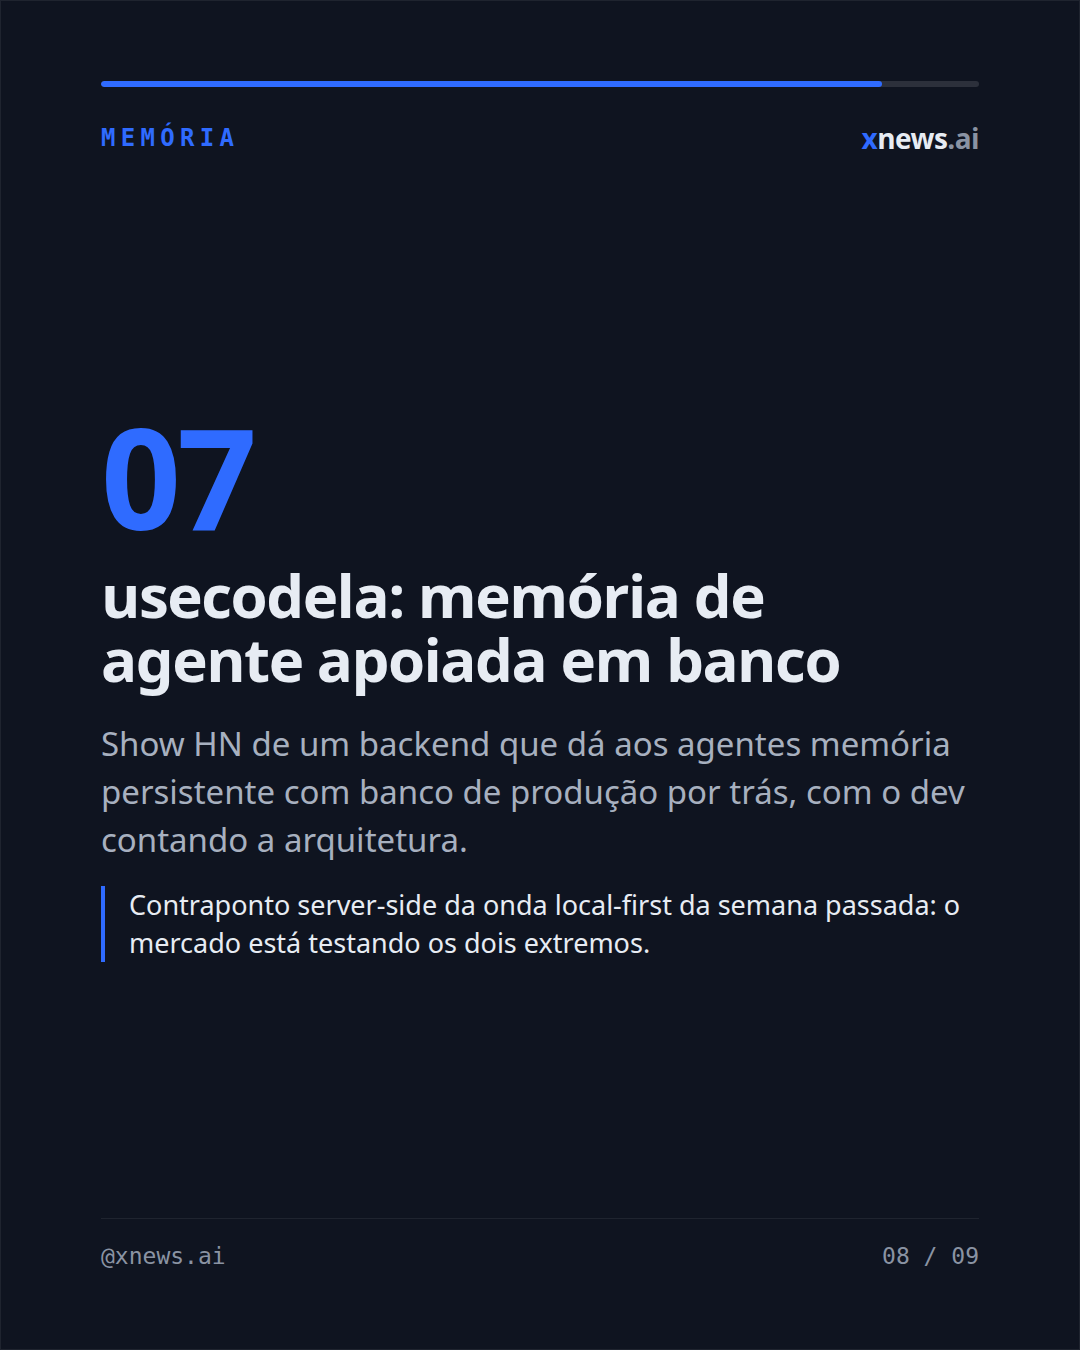 MEMÓRIA
xnews.ai
07
usecodela: memória de
agente apoiada em banco
Show HN de um backend que dá aos agentes memória
persistente com banco de produção por trás, com o dev
contando a arquitetura.
Contraponto server-side da onda local-first da semana passada: o
mercado está testando os dois extremos.
@xnews.ai
08 / 09